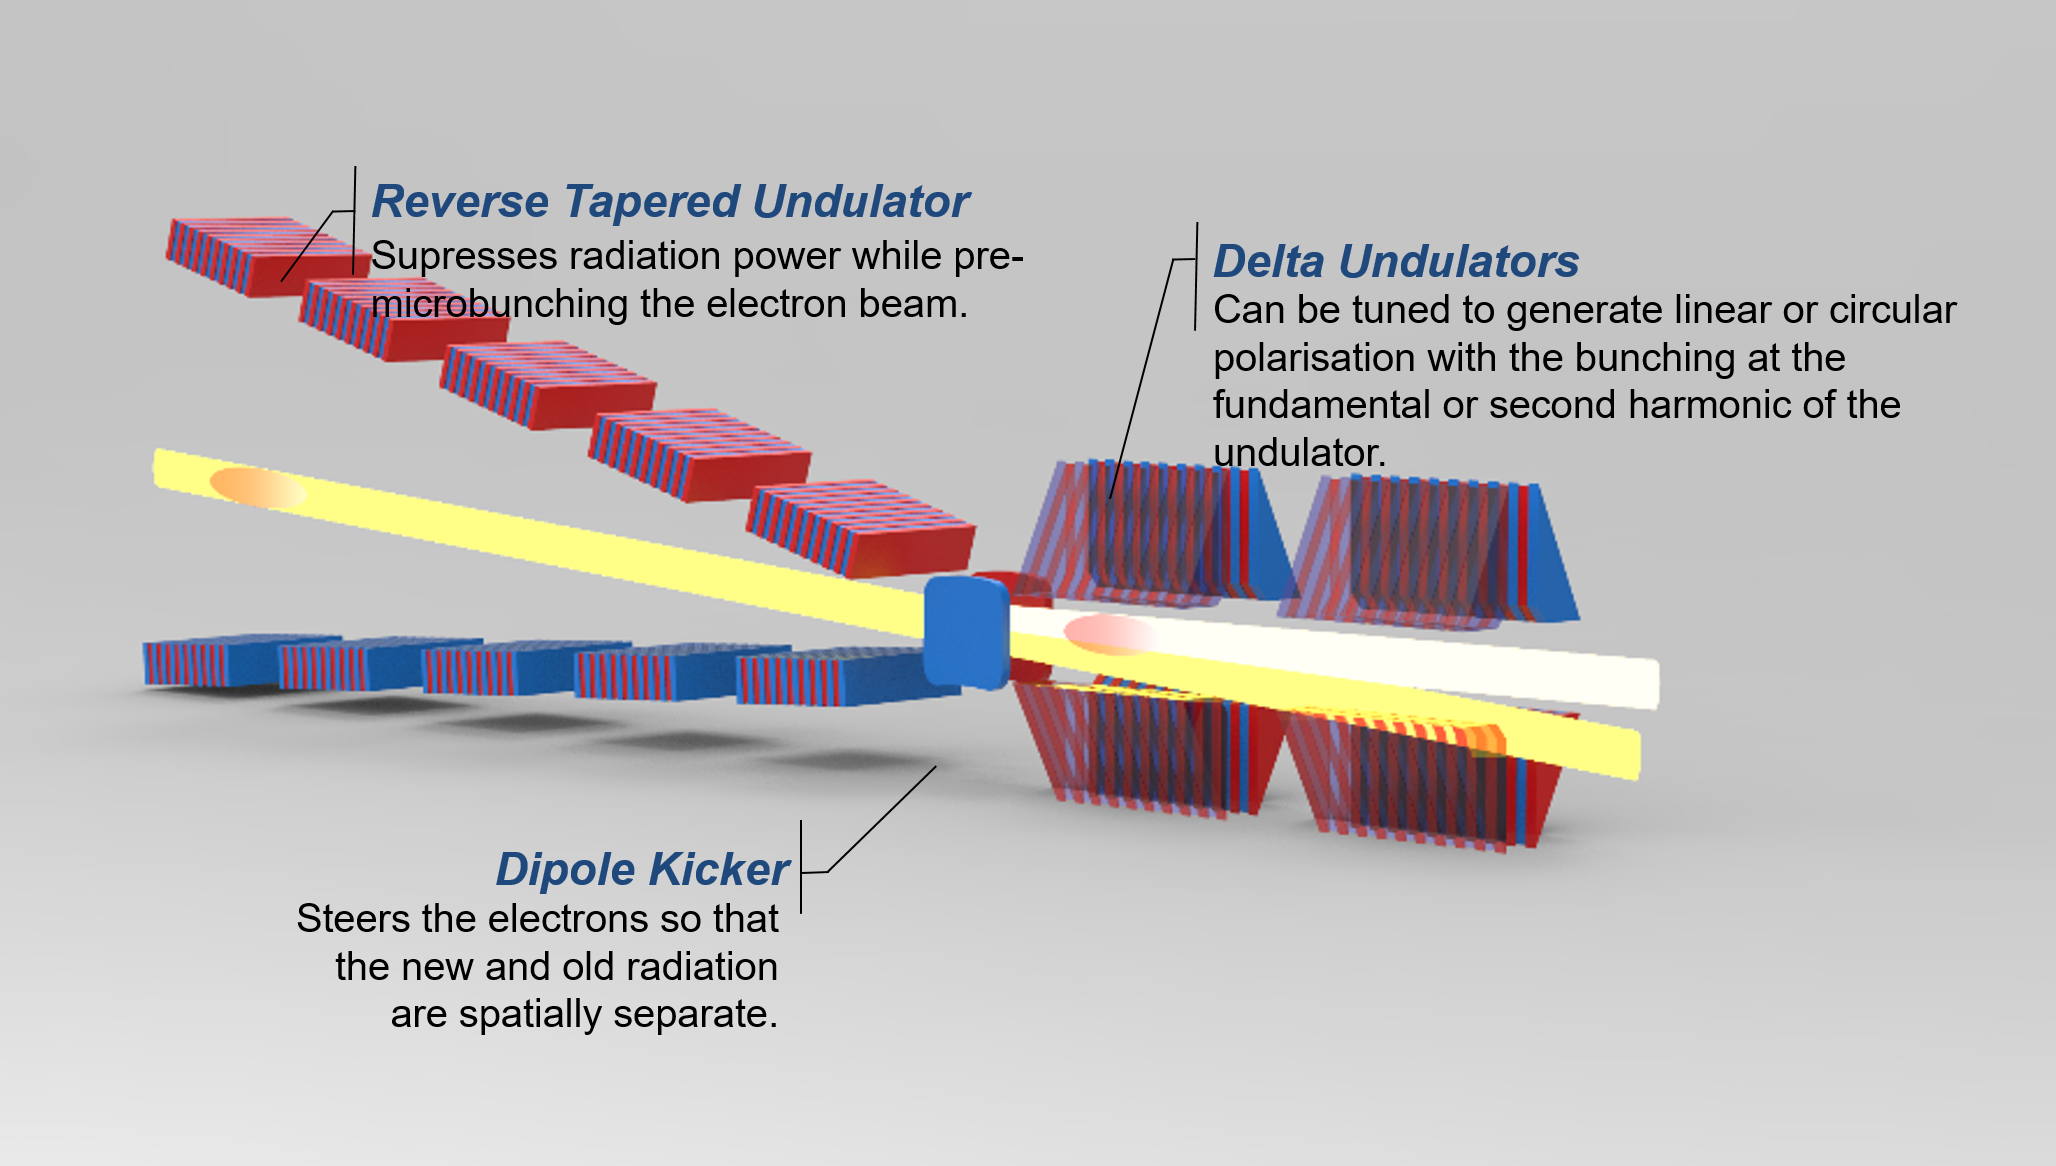 Reverse Tapered Undulator
Supresses radiation power while pre-
microbunching the electron beam.
Delta Undulators
Can be tuned to generate linear or circular
polarisation with the bunching at the
fundamental or second harmonic of the
undulator.
Dipole Kicker
Steers the electrons so that
the new and old radiation
are spatially separate.